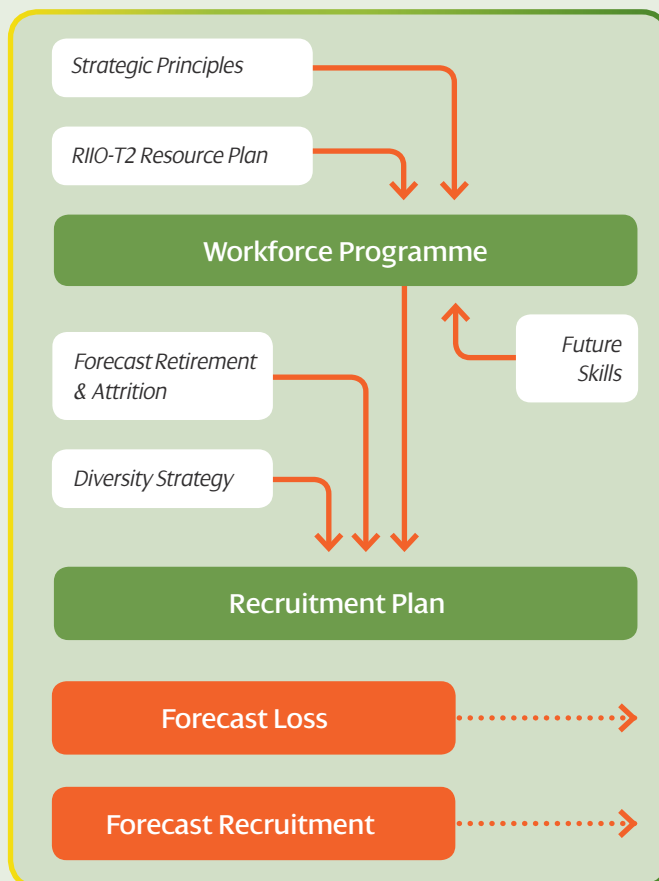 Strategic Principles
RIIO-T2 Resource Plan
Workforce Programme
Forecast Retirement
& Attrition
Future
Skills
Diversity Strategy
Recruitment Plan
Forecast Loss
Forecast Recruitment